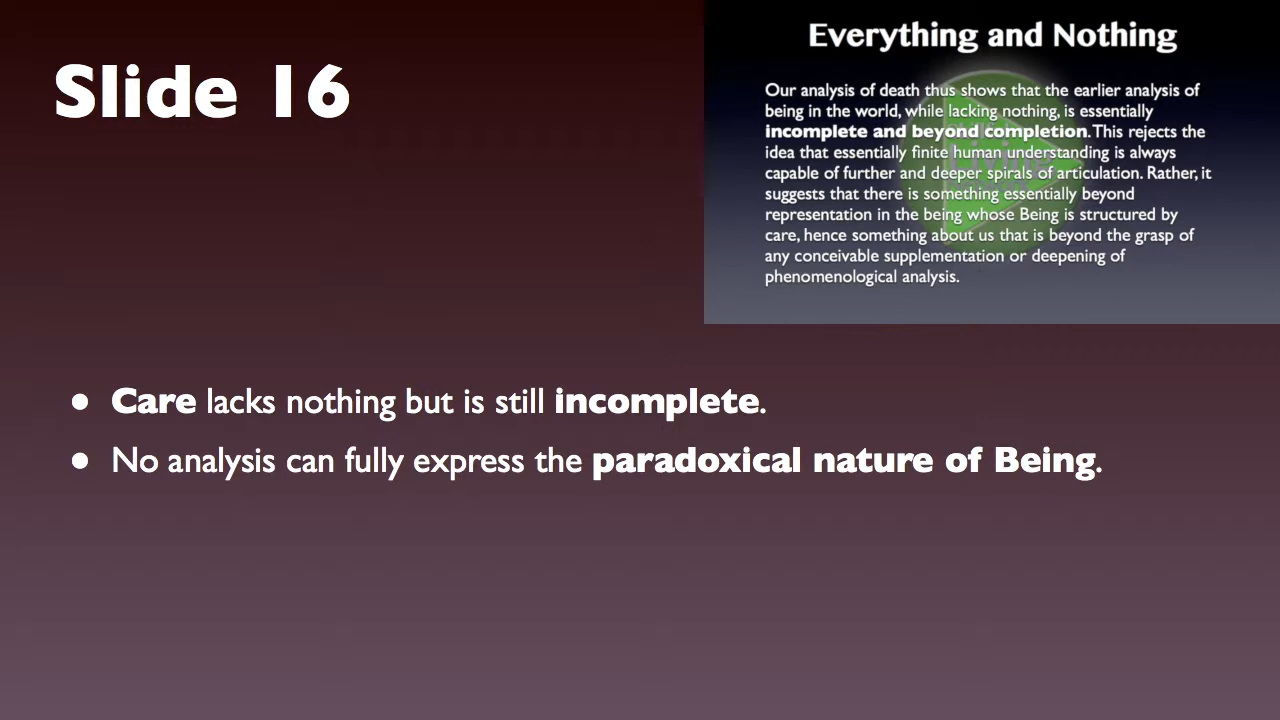 Slide 16
Everything and Nothing
Our analysis of death thus shows that the earlier analysis of
being in the world, while lacking nothing, is essentially
incomplete and beyond completion. This rejects the
idea that essentially finite human understanding is always
capable of further and deeper spirals of articulation. Rather, it
suggests that there is something essentially beyond
representation in the being whose Being is structured by
care, hence something about us that is beyond the grasp of
any conceivable supplementation or deepening of
phenomenological analysis.
• Care lacks nothing but is still incomplete.
• No analysis can fully express the paradoxical nature of Being.